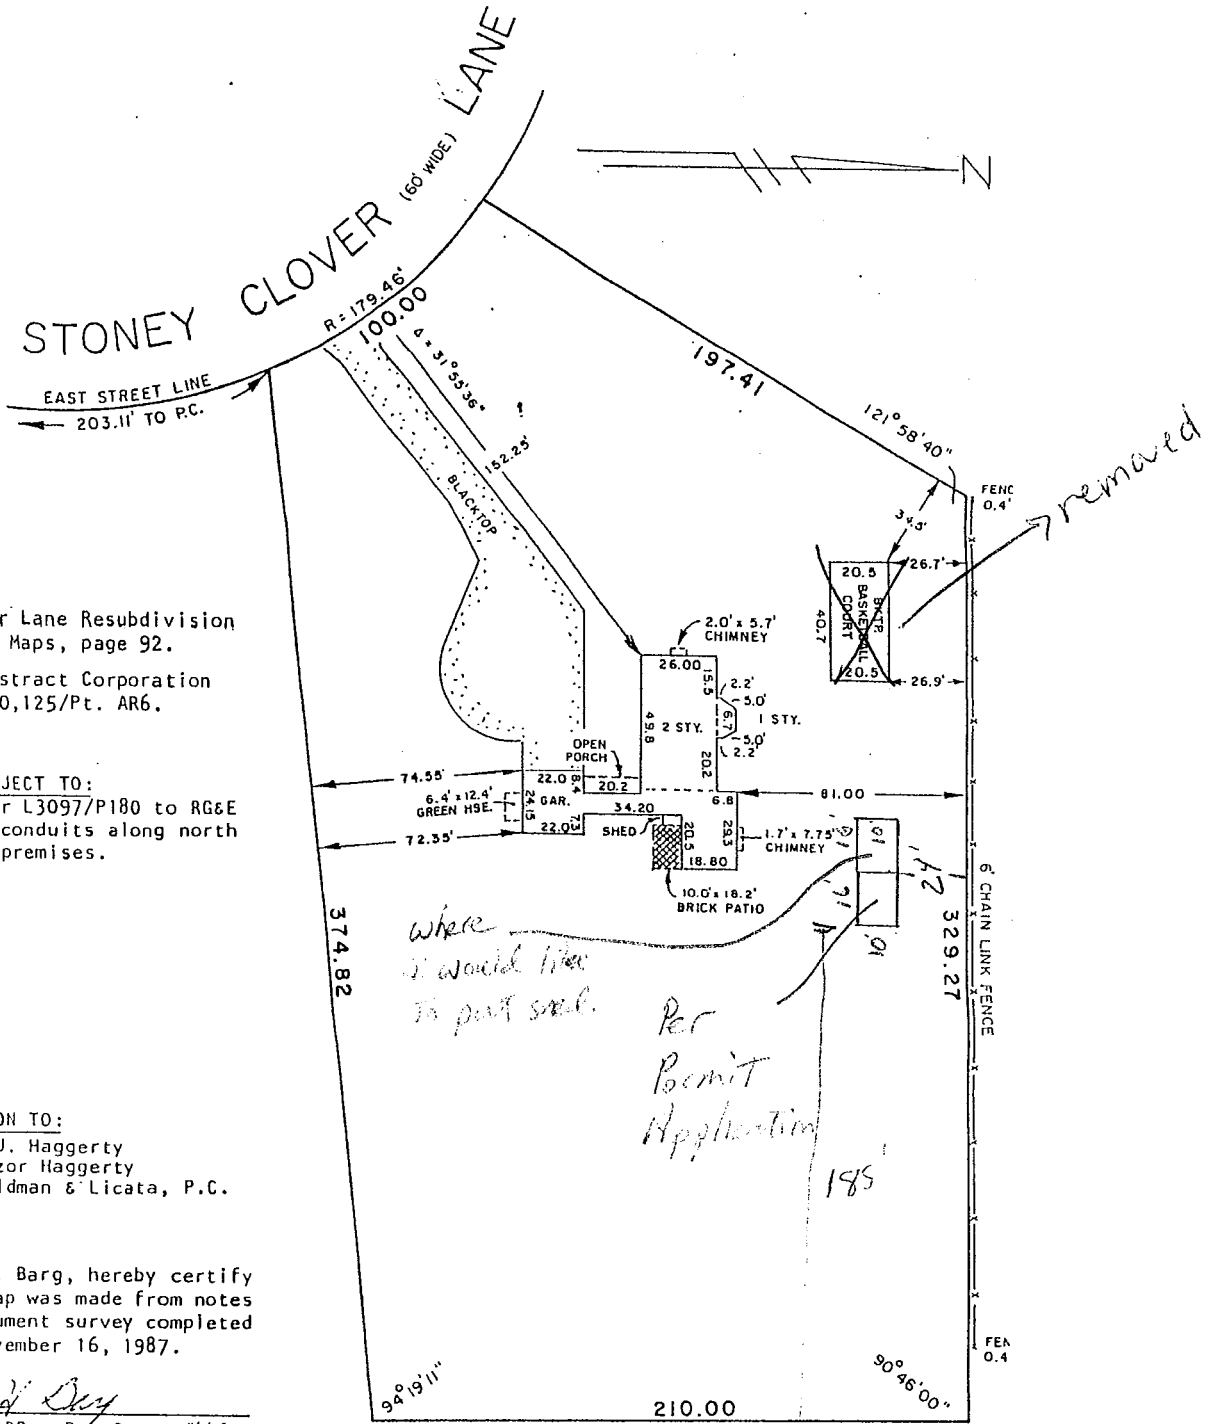 STONEY CLOVER (60' WIDE) LANE
N
R = 179.46'
100.00
Δ = 31°55'36"
EAST STREET LINE
203.11' TO P.C.
197.41
121°58'40"
152.25'
BLACKTOP
removed
FENC
0.4'
26.7'
20.5
BKTP.
BASKETBALL
COURT
40.7
20.5
26.9'
r Lane Resubdivision
Maps, page 92.
stract Corporation
0,125/Pt. AR6.
2.0' x 5.7'
CHIMNEY
26.00
15.5
2.2'
5.0'
6.7
1 STY.
5.0'
2.2'
49.8
2 STY.
20.2
OPEN
PORCH
JECT TO:
r L3097/P180 to RG&E
conduits along north
premises.
74.55'
22.0
8.4
20.2
6.8
81.00
6.4' x 12.4'
GREEN HSE.
24.15
GAR.
34.20
22.0
7.3
SHED
20.5
29.3
1.7' x 7.75'
CHIMNEY
72.35'
18.80
10.0' x 18.2'
BRICK PATIO
10'
10'
16'
42'
10'
6' CHAIN LINK FENCE
329.27
374.82
where
I would like
to put shed.
Per
Permit
Application
185'
ON TO:
J. Haggerty
zor Haggerty
ldman & Licata, P.C.
Barg, hereby certify
ap was made from notes
ument survey completed
vember 16, 1987.
FEN
0.4
94°19'11"
90°46'00"
210.00